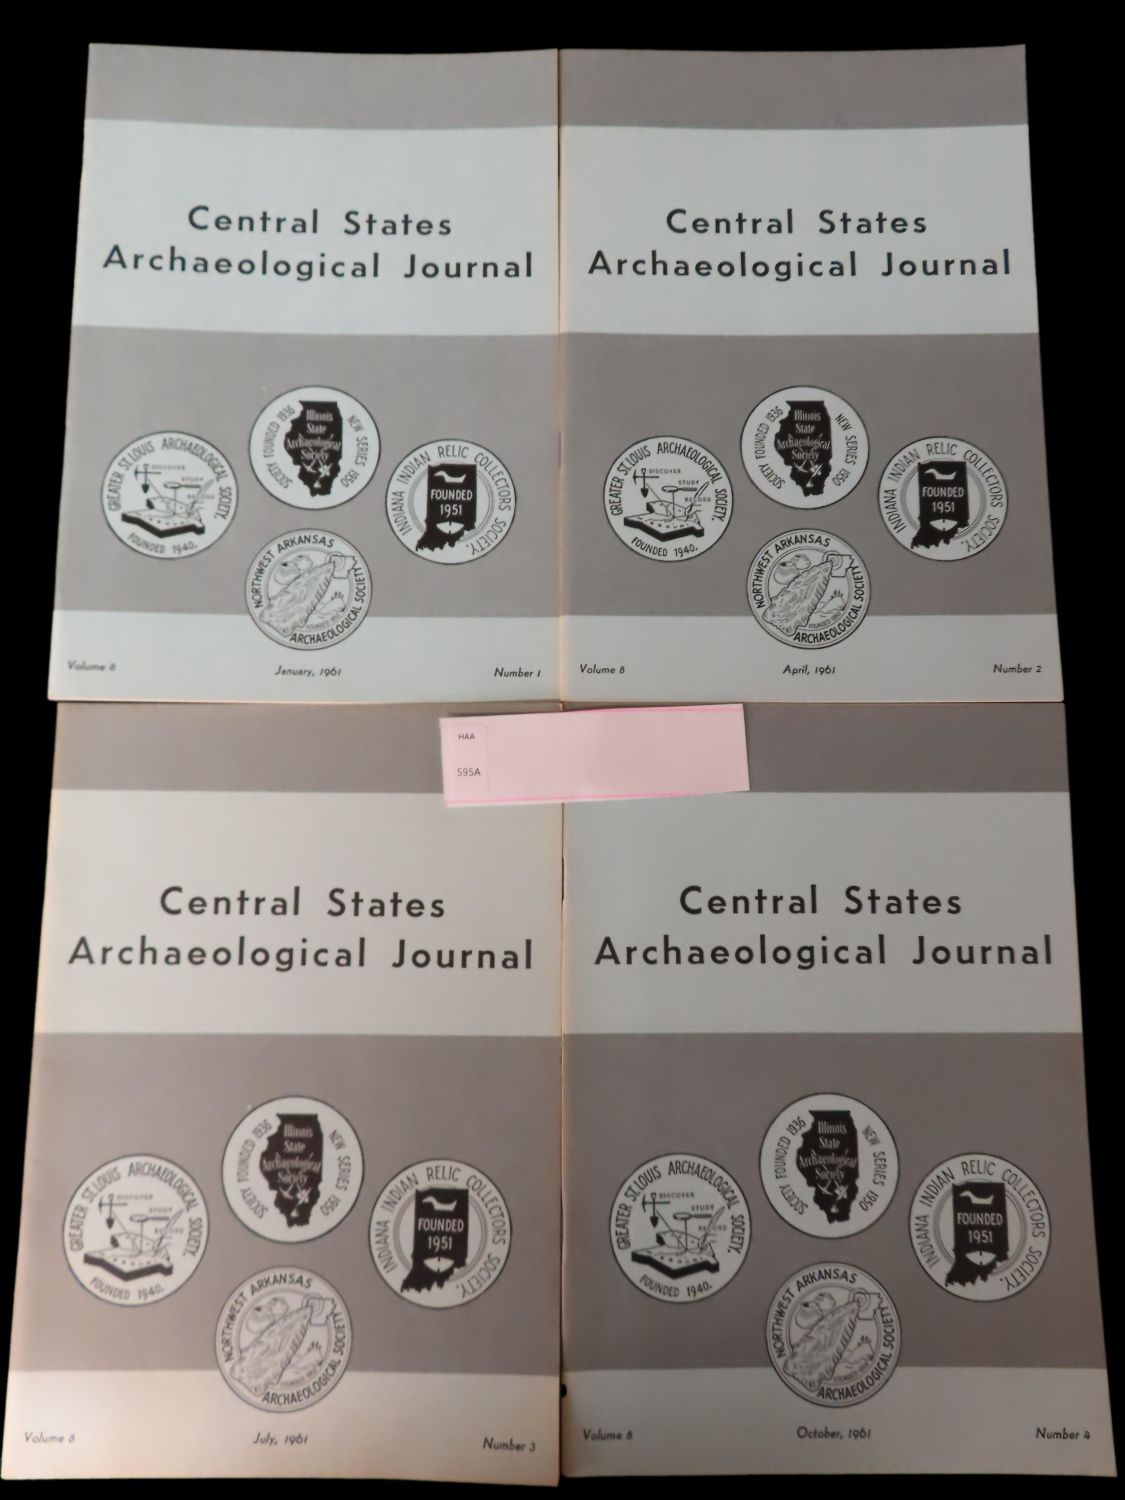 Central States
Archaeological Journal
GREATER ST. LOUIS ARCHAEOLOGICAL SOCIETY.
DISCOVER
STUDY
RECORD
FOUNDED 1940.
SOCIETY FOUNDED 1936
Illinois
State
Archaeological
Society
NEW SERIES 1950
INDIANA INDIAN RELIC COLLECTORS SOCIETY.
FOUNDED
1951
NORTHWEST ARKANSAS
ARCHAEOLOGICAL SOCIETY
Volume 8
January, 1961
Number 1
Central States
Archaeological Journal
GREATER ST. LOUIS ARCHAEOLOGICAL SOCIETY.
DISCOVER
STUDY
RECORD
FOUNDED 1940.
SOCIETY FOUNDED 1936
Illinois
State
Archaeological
Society
NEW SERIES 1950
INDIANA INDIAN RELIC COLLECTORS SOCIETY.
FOUNDED
1951
NORTHWEST ARKANSAS
ARCHAEOLOGICAL SOCIETY
Volume 8
April, 1961
Number 2
HAA
595A
Central States
Archaeological Journal
GREATER ST. LOUIS ARCHAEOLOGICAL SOCIETY.
DISCOVER
STUDY
RECORD
FOUNDED 1940.
SOCIETY FOUNDED 1936
Illinois
State
Archaeological
Society
NEW SERIES 1950
INDIANA INDIAN RELIC COLLECTORS SOCIETY.
FOUNDED
1951
NORTHWEST ARKANSAS
ARCHAEOLOGICAL SOCIETY
Volume 8
July, 1961
Number 3
Central States
Archaeological Journal
GREATER ST. LOUIS ARCHAEOLOGICAL SOCIETY.
DISCOVER
STUDY
RECORD
FOUNDED 1940.
SOCIETY FOUNDED 1936
Illinois
State
Archaeological
Society
NEW SERIES 1950
INDIANA INDIAN RELIC COLLECTORS SOCIETY.
FOUNDED
1951
NORTHWEST ARKANSAS
ARCHAEOLOGICAL SOCIETY
Volume 8
October, 1961
Number 4